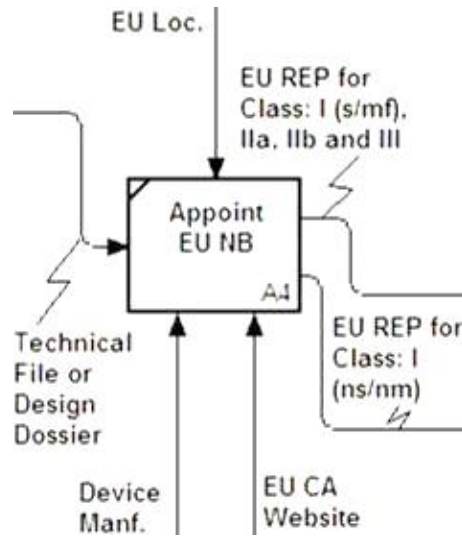 EU Loc.
EU REP for
Class: I (s/mf),
IIa, IIb and III
Appoint
EU NB
A4
Technical
File or
Design
Dossier
EU REP for
Class: I
(ns/nm)
Device
Manf.
EU CA
Website